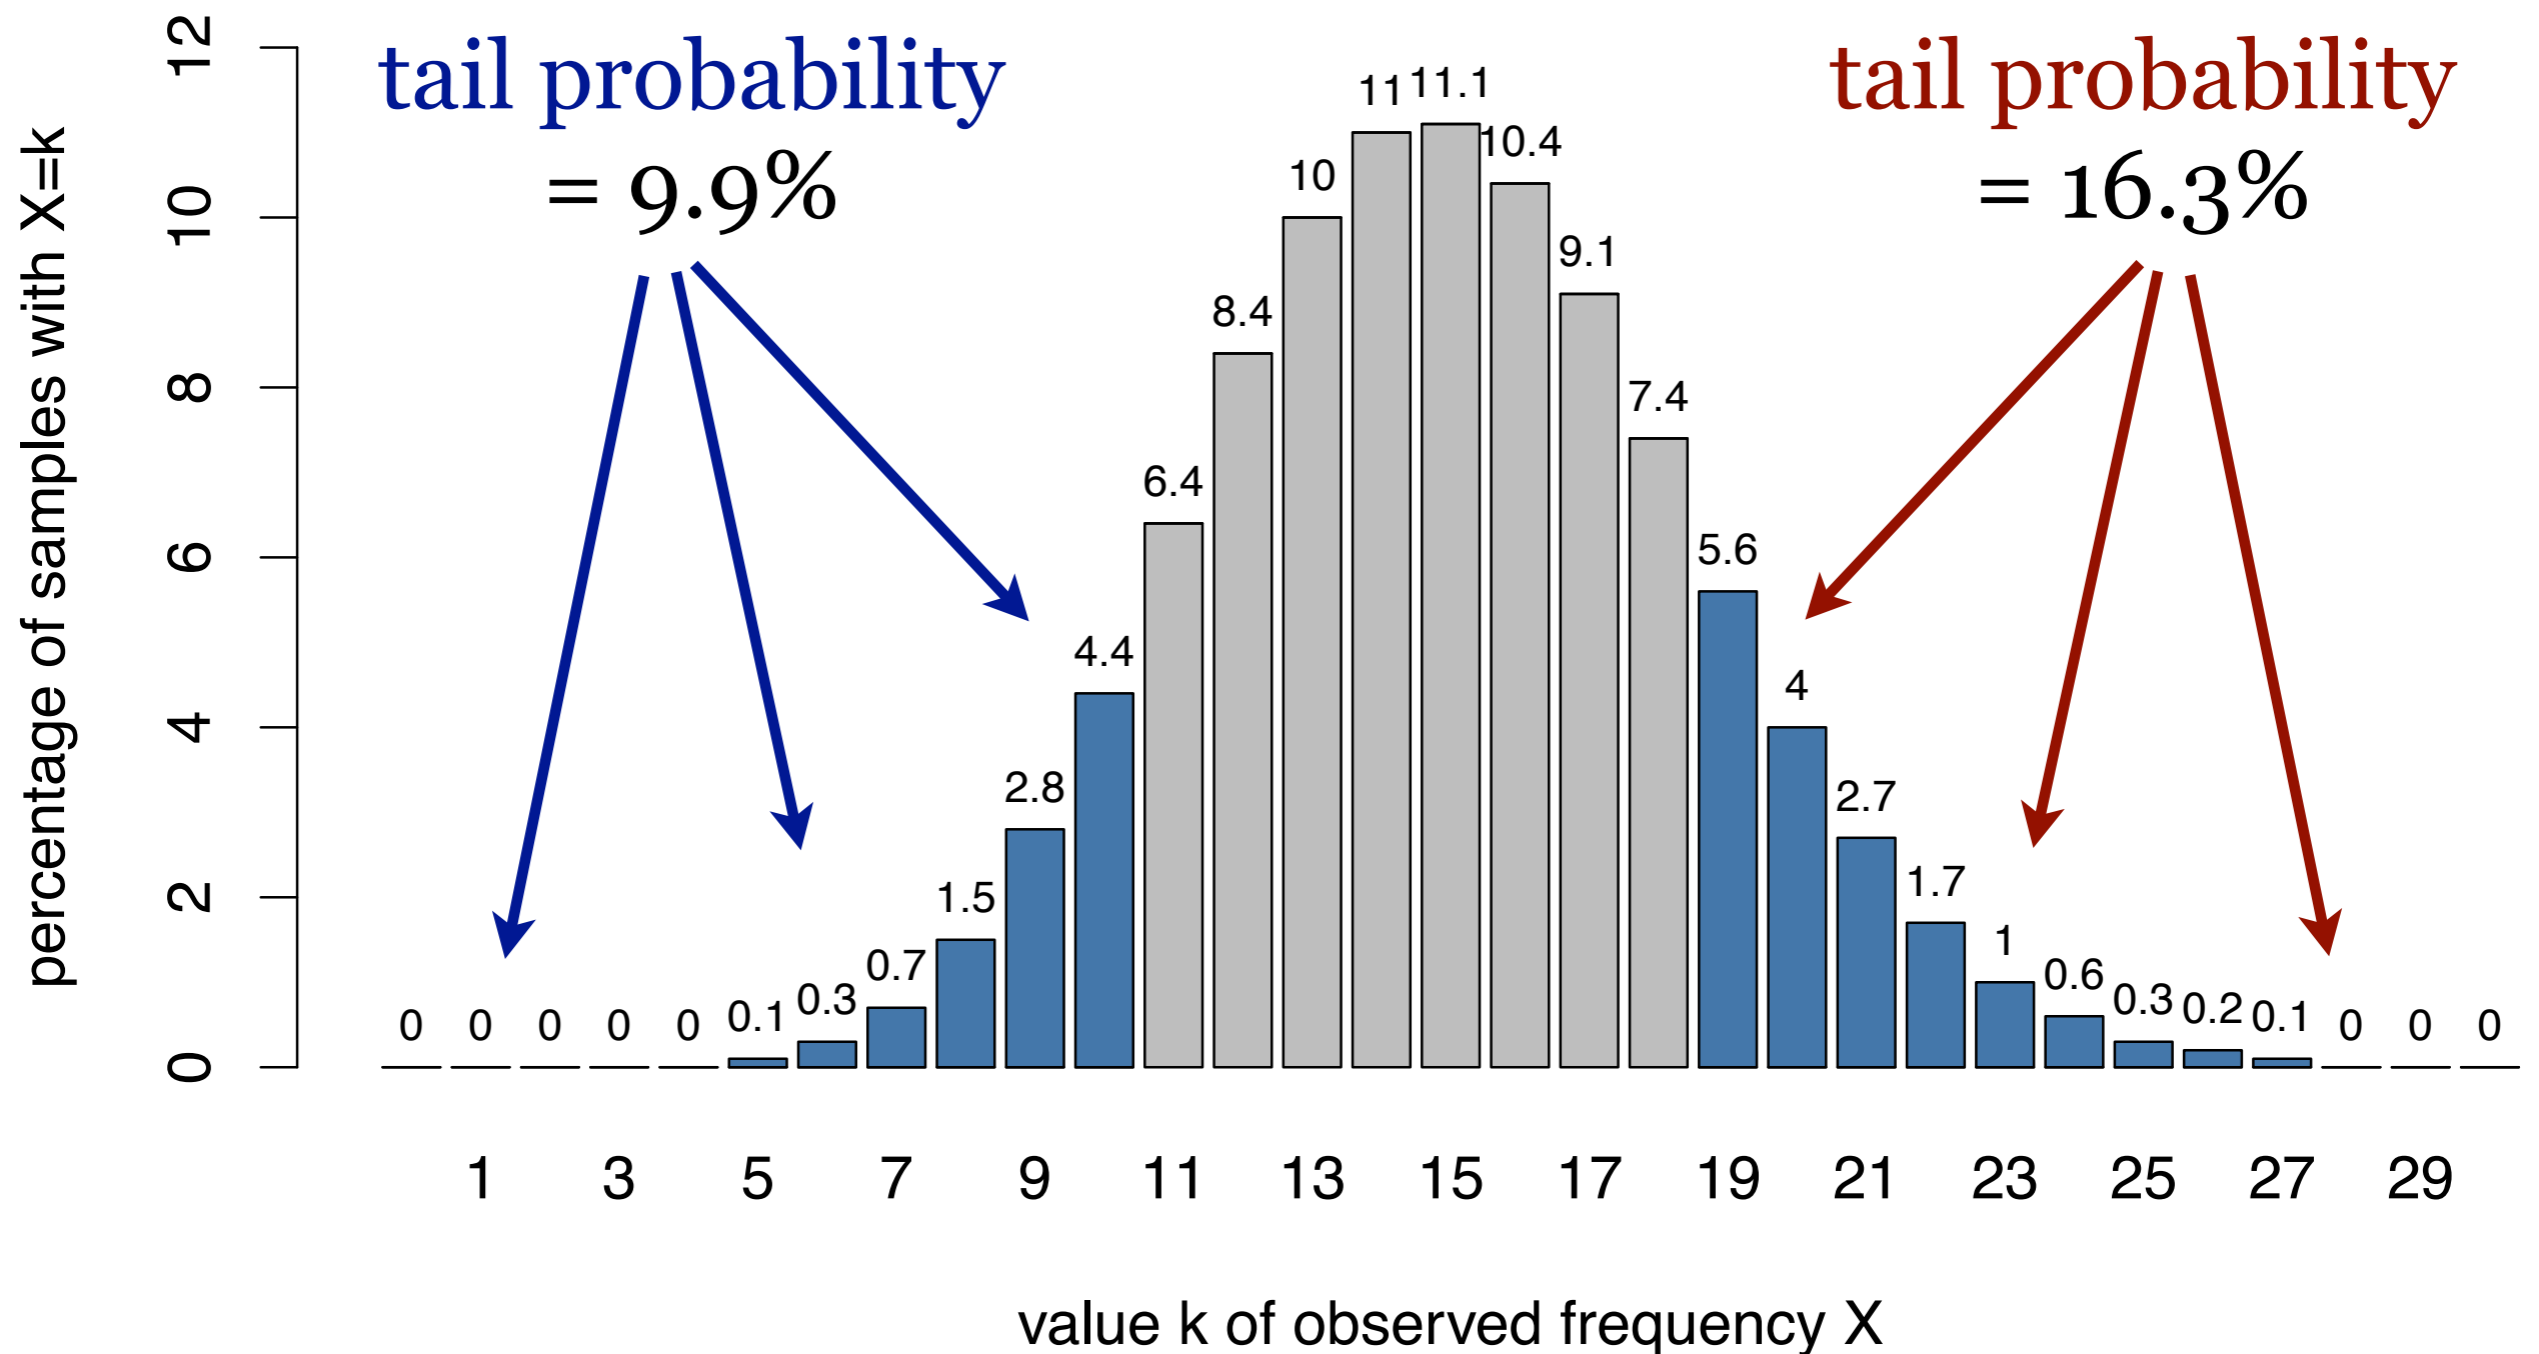 tail probability
= 9.9%
tail probability
= 16.3%
percentage of samples with X=k
12
10
8
6
4
2
0
0 0 0 0 0 0.1 0.3 0.7 1.5 2.8 4.4 6.4 8.4 10 11 11.1 10.4 9.1 7.4 5.6 4 2.7 1.7 1 0.6 0.3 0.2 0.1 0 0 0
1 3 5 7 9 11 13 15 17 19 21 23 25 27 29
value k of observed frequency X